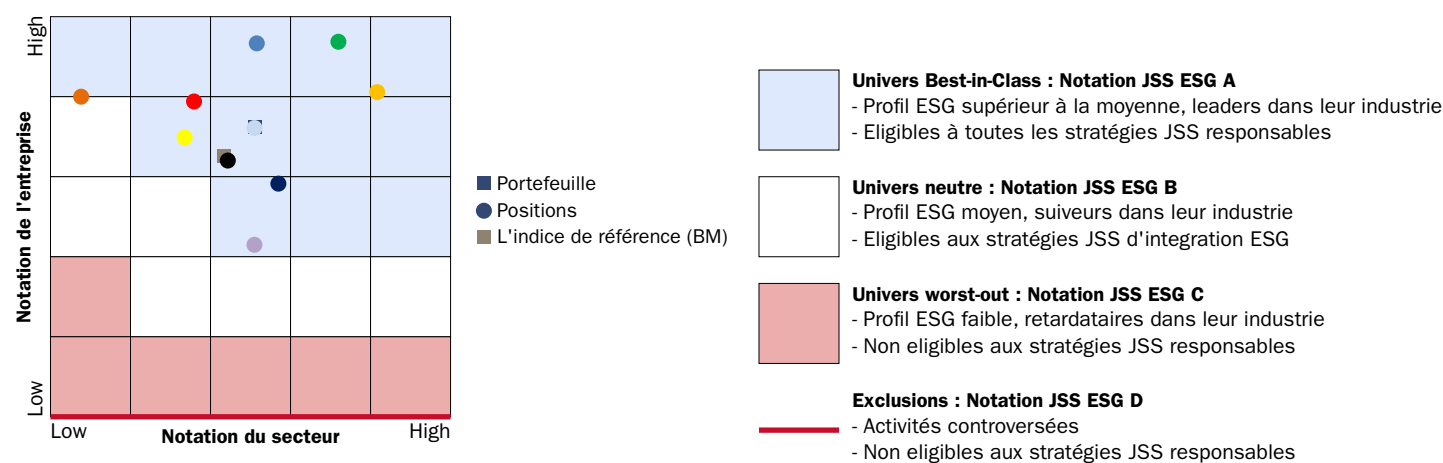 High
Notation de l'entreprise
Low
Low
Notation du secteur
High
Portefeuille
Positions
L'indice de référence (BM)
Univers Best-in-Class : Notation JSS ESG A
- Profil ESG supérieur à la moyenne, leaders dans leur industrie
- Eligibles à toutes les stratégies JSS responsables
Univers neutre : Notation JSS ESG B
- Profil ESG moyen, suiveurs dans leur industrie
- Eligibles aux stratégies JSS d'integration ESG
Univers worst-out : Notation JSS ESG C
- Profil ESG faible, retardataires dans leur industrie
- Non eligibles aux stratégies JSS responsables
Exclusions : Notation JSS ESG D
- Activités controversées
- Non eligibles aux stratégies JSS responsables